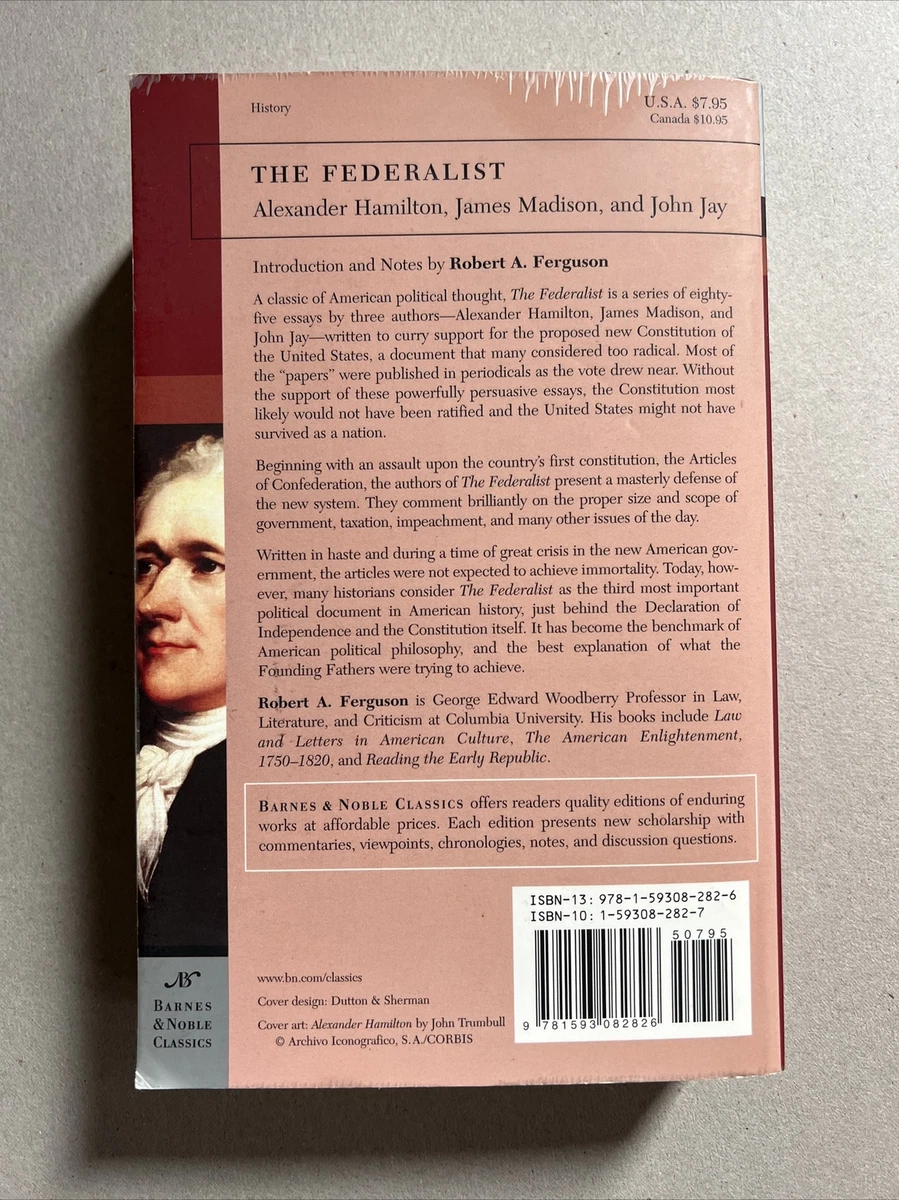 History
U.S.A. $7.95
Canada $10.95
THE FEDERALIST
Alexander Hamilton, James Madison, and John Jay
Introduction and Notes by Robert A. Ferguson
A classic of American political thought, The Federalist is a series of eighty-
five essays by three authors—Alexander Hamilton, James Madison, and
John Jay—written to curry support for the proposed new Constitution of
the United States, a document that many considered too radical. Most of
the “papers” were published in periodicals as the vote drew near. Without
the support of these powerfully persuasive essays, the Constitution most
likely would not have been ratified and the United States might not have
survived as a nation.
Beginning with an assault upon the country’s first constitution, the Articles
of Confederation, the authors of The Federalist present a masterly defense of
the new system. They comment brilliantly on the proper size and scope of
government, taxation, impeachment, and many other issues of the day.
Written in haste and during a time of great crisis in the new American gov-
ernment, the articles were not expected to achieve immortality. Today, how-
ever, many historians consider The Federalist as the third most important
political document in American history, just behind the Declaration of
Independence and the Constitution itself. It has become the benchmark of
American political philosophy, and the best explanation of what the
Founding Fathers were trying to achieve.
Robert A. Ferguson is George Edward Woodberry Professor in Law,
Literature, and Criticism at Columbia University. His books include Law
and Letters in American Culture, The American Enlightenment,
1750–1820, and Reading the Early Republic.
BARNES & NOBLE CLASSICS offers readers quality editions of enduring
works at affordable prices. Each edition presents new scholarship with
commentaries, viewpoints, chronologies, notes, and discussion questions.
ISBN-13: 978-1-59308-282-6
ISBN-10: 1-59308-282-7
50795
9 781593 082826
www.bn.com/classics
Cover design: Dutton & Sherman
Cover art: Alexander Hamilton by John Trumbull
© Archivo Iconografico, S.A./CORBIS
BN
BARNES
& NOBLE
CLASSICS